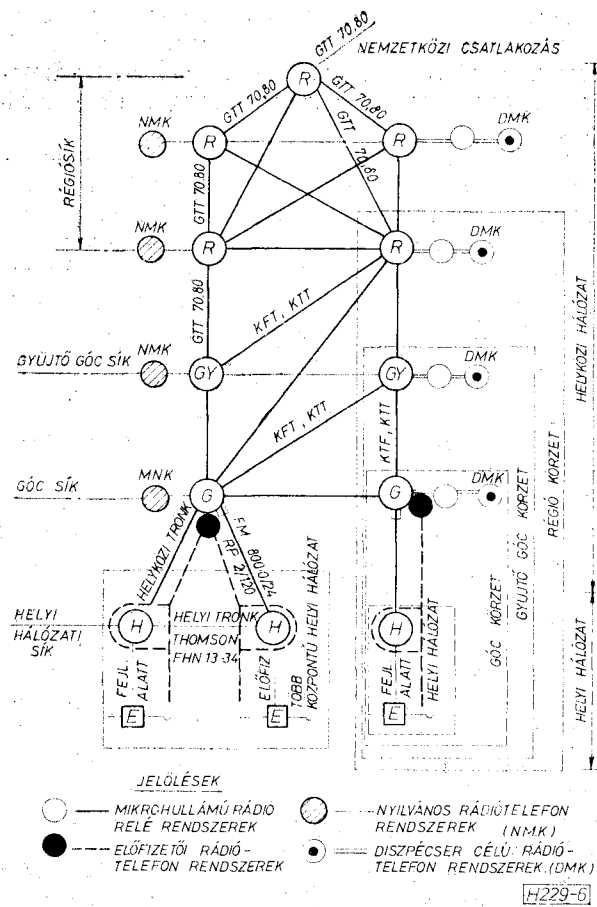 GTT 70,80
NEMZETKÖZI CSATLAKOZÁS
R
GTT 70,80
GTT 70,80
GTT 70,80
NMK
R
R
DMK
RÉGIÓSÍK
GTT 70,80
NMK
R
R
DMK
GTT 70,80
KFT, KTT
HELYKÖZI HÁLÓZAT
GYÜJTŐ GÓC SÍK
NMK
GY
GY
DMK
KFT, KTT
KTF, KTT
GÓC SÍK
MNK
G
G
DMK
RÉGIO KÖRZET
GYUJTŐ GÓC KÖRZET
GÓC KÖRZET
HELYKÖZI TRÖNK
FM 800.0/24
RP 2/120
HELYI HÁLÓZATI SÍK
H
HELYI TRONK
THOMSON
FHN 13-34
H
H
FEJL. ALATT
ELŐFIZ
TÖBB KÖZPONTÚ HELYI HÁLÓZAT
FEJL. ALATT
HELYI HÁLÓZAT
HELYI HÁLÓZAT
E
E
E
JELÖLÉSEK
MIKROHULLÁMÚ RÁDIÓ RELÉ RENDSZEREK
NYILVÁNOS RÁDIÓTELEFON RENDSZEREK (NMK)
ELŐFIZETŐI RÁDIÓ-TELEFON RENDSZEREK
DISZPÉCSER CÉLÚ RÁDIÓ-TELEFON RENDSZEREK.(DMK)
H229-6